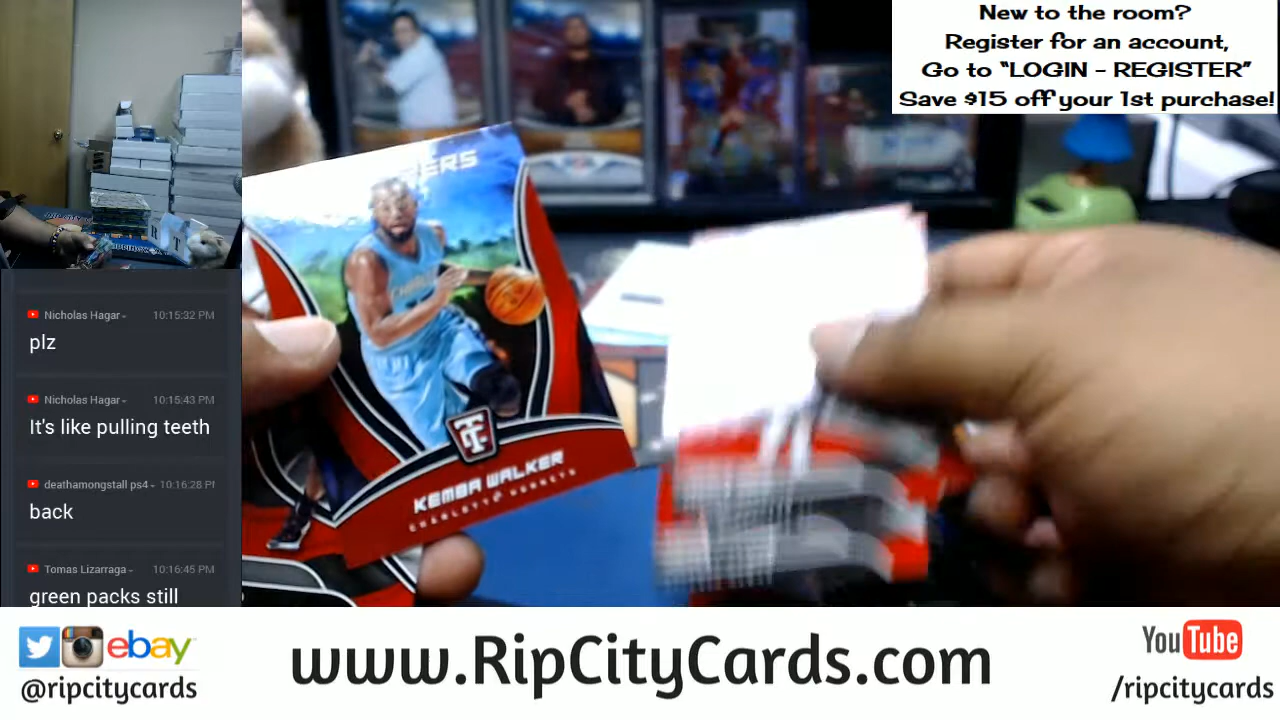 New to the room?
Register for an account,
Go to “LOGIN - REGISTER”
Save $15 off your 1st purchase!
Nicholas Hagar
10:15:32 PM
plz
Nicholas Hagar
10:15:43 PM
It's like pulling teeth
deathamongstall ps4
10:16:28 PM
back
Tomas Lizarraga
10:16:45 PM
green packs still
KEMBA WALKER
CHARLOTTE HORNETS
ebay
@ripcitycards
www.RipCityCards.com
YouTube
/ripcitycards